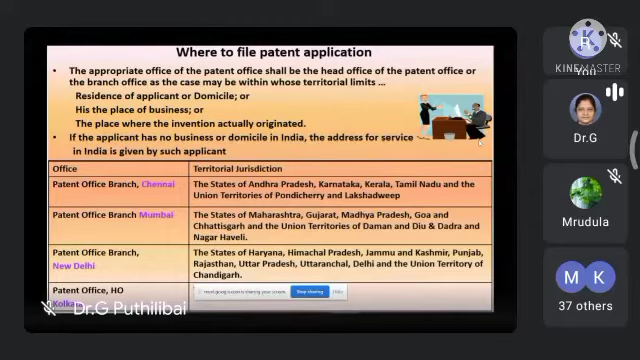 Where to file patent application
• The appropriate office of the patent office shall be the head office of the patent office or
the branch office as the case may be within whose territorial limits ...
Residence of applicant or Domicile; or
His the place of business; or
The place where the invention actually originated.
• If the applicant has no business or domicile in India, the address for service
in India is given by such applicant
Office Territorial Jurisdiction
Patent Office Branch, Chennai
The States of Andhra Pradesh, Karnataka, Kerala, Tamil Nadu and the
Union Territories of Pondicherry and Lakshadweep
Patent Office Branch Mumbai
The States of Maharashtra, Gujarat, Madhya Pradesh, Goa and
Chhattisgarh and the Union Territories of Daman and Diu & Dadra and
Nagar Haveli.
Patent Office Branch,
New Delhi
The States of Haryana, Himachal Pradesh, Jammu and Kashmir, Punjab,
Rajasthan, Uttar Pradesh, Uttaranchal, Delhi and the Union Territory of
Chandigarh.
Patent Office, HO
Kolkata
meet.google.com is sharing your screen.
Stop sharing
Hide
Dr.G Puthilibai
R
You
K
KINEMASTER
Dr.G
Mrudula
M K
37 others